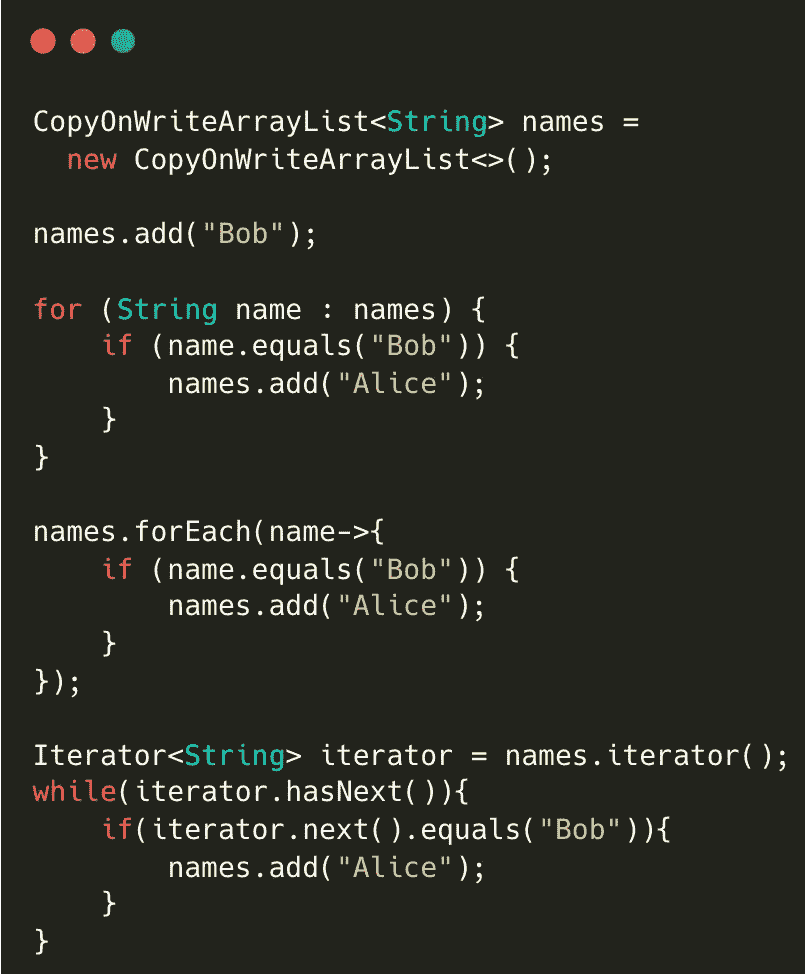 CopyOnWriteArrayList<String> names =
  new CopyOnWriteArrayList<>();

names.add("Bob");

for (String name : names) {
    if (name.equals("Bob")) {
        names.add("Alice");
    }
}

names.forEach(name->{
    if (name.equals("Bob")) {
        names.add("Alice");
    }
});

Iterator<String> iterator = names.iterator();
while(iterator.hasNext()){
    if(iterator.next().equals("Bob")){
        names.add("Alice");
    }
}